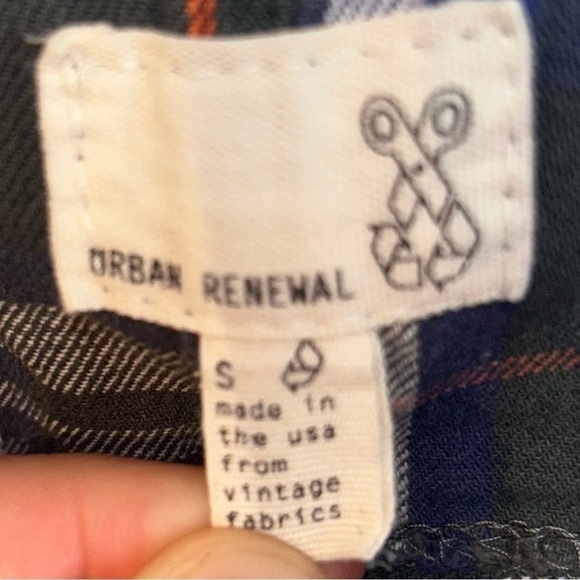 URBAN RENEWAL
S
made in
the usa
from
vintage
fabrics